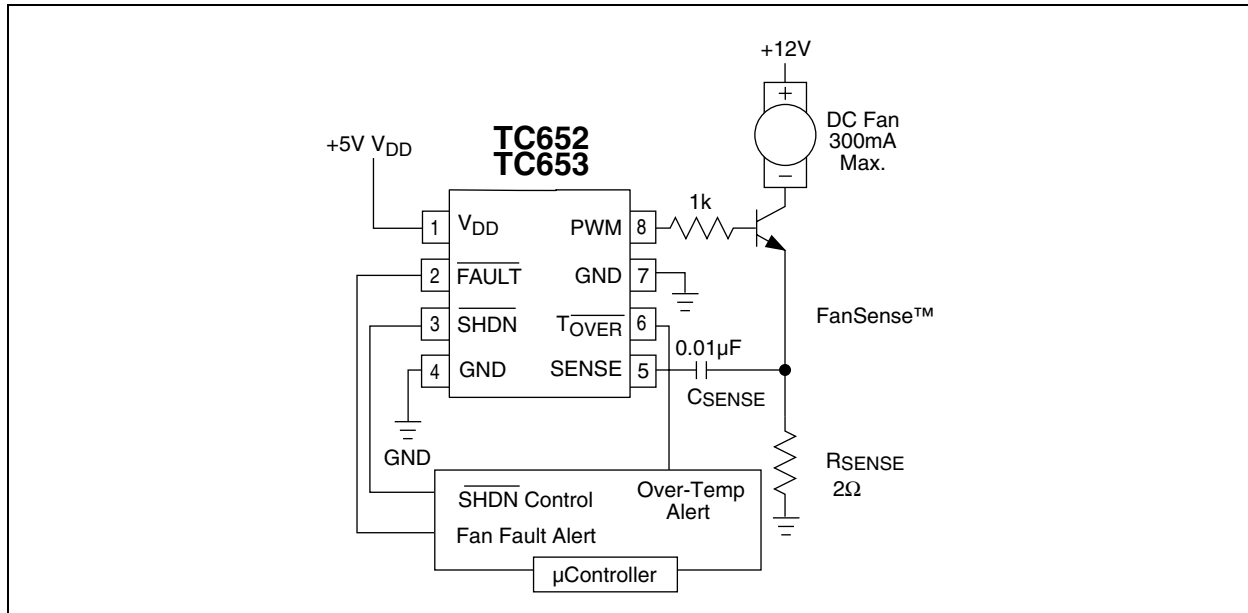 +12V
+
DC Fan
300mA
Max.
−
TC652
TC653
+5V VDD
1k
1 VDD PWM 8
2 FAULT GND 7
3 SHDN TOVER 6
4 GND SENSE 5
FanSense™
0.01µF
CSENSE
GND
RSENSE
2Ω
SHDN Control
Over-Temp
Alert
Fan Fault Alert
µController